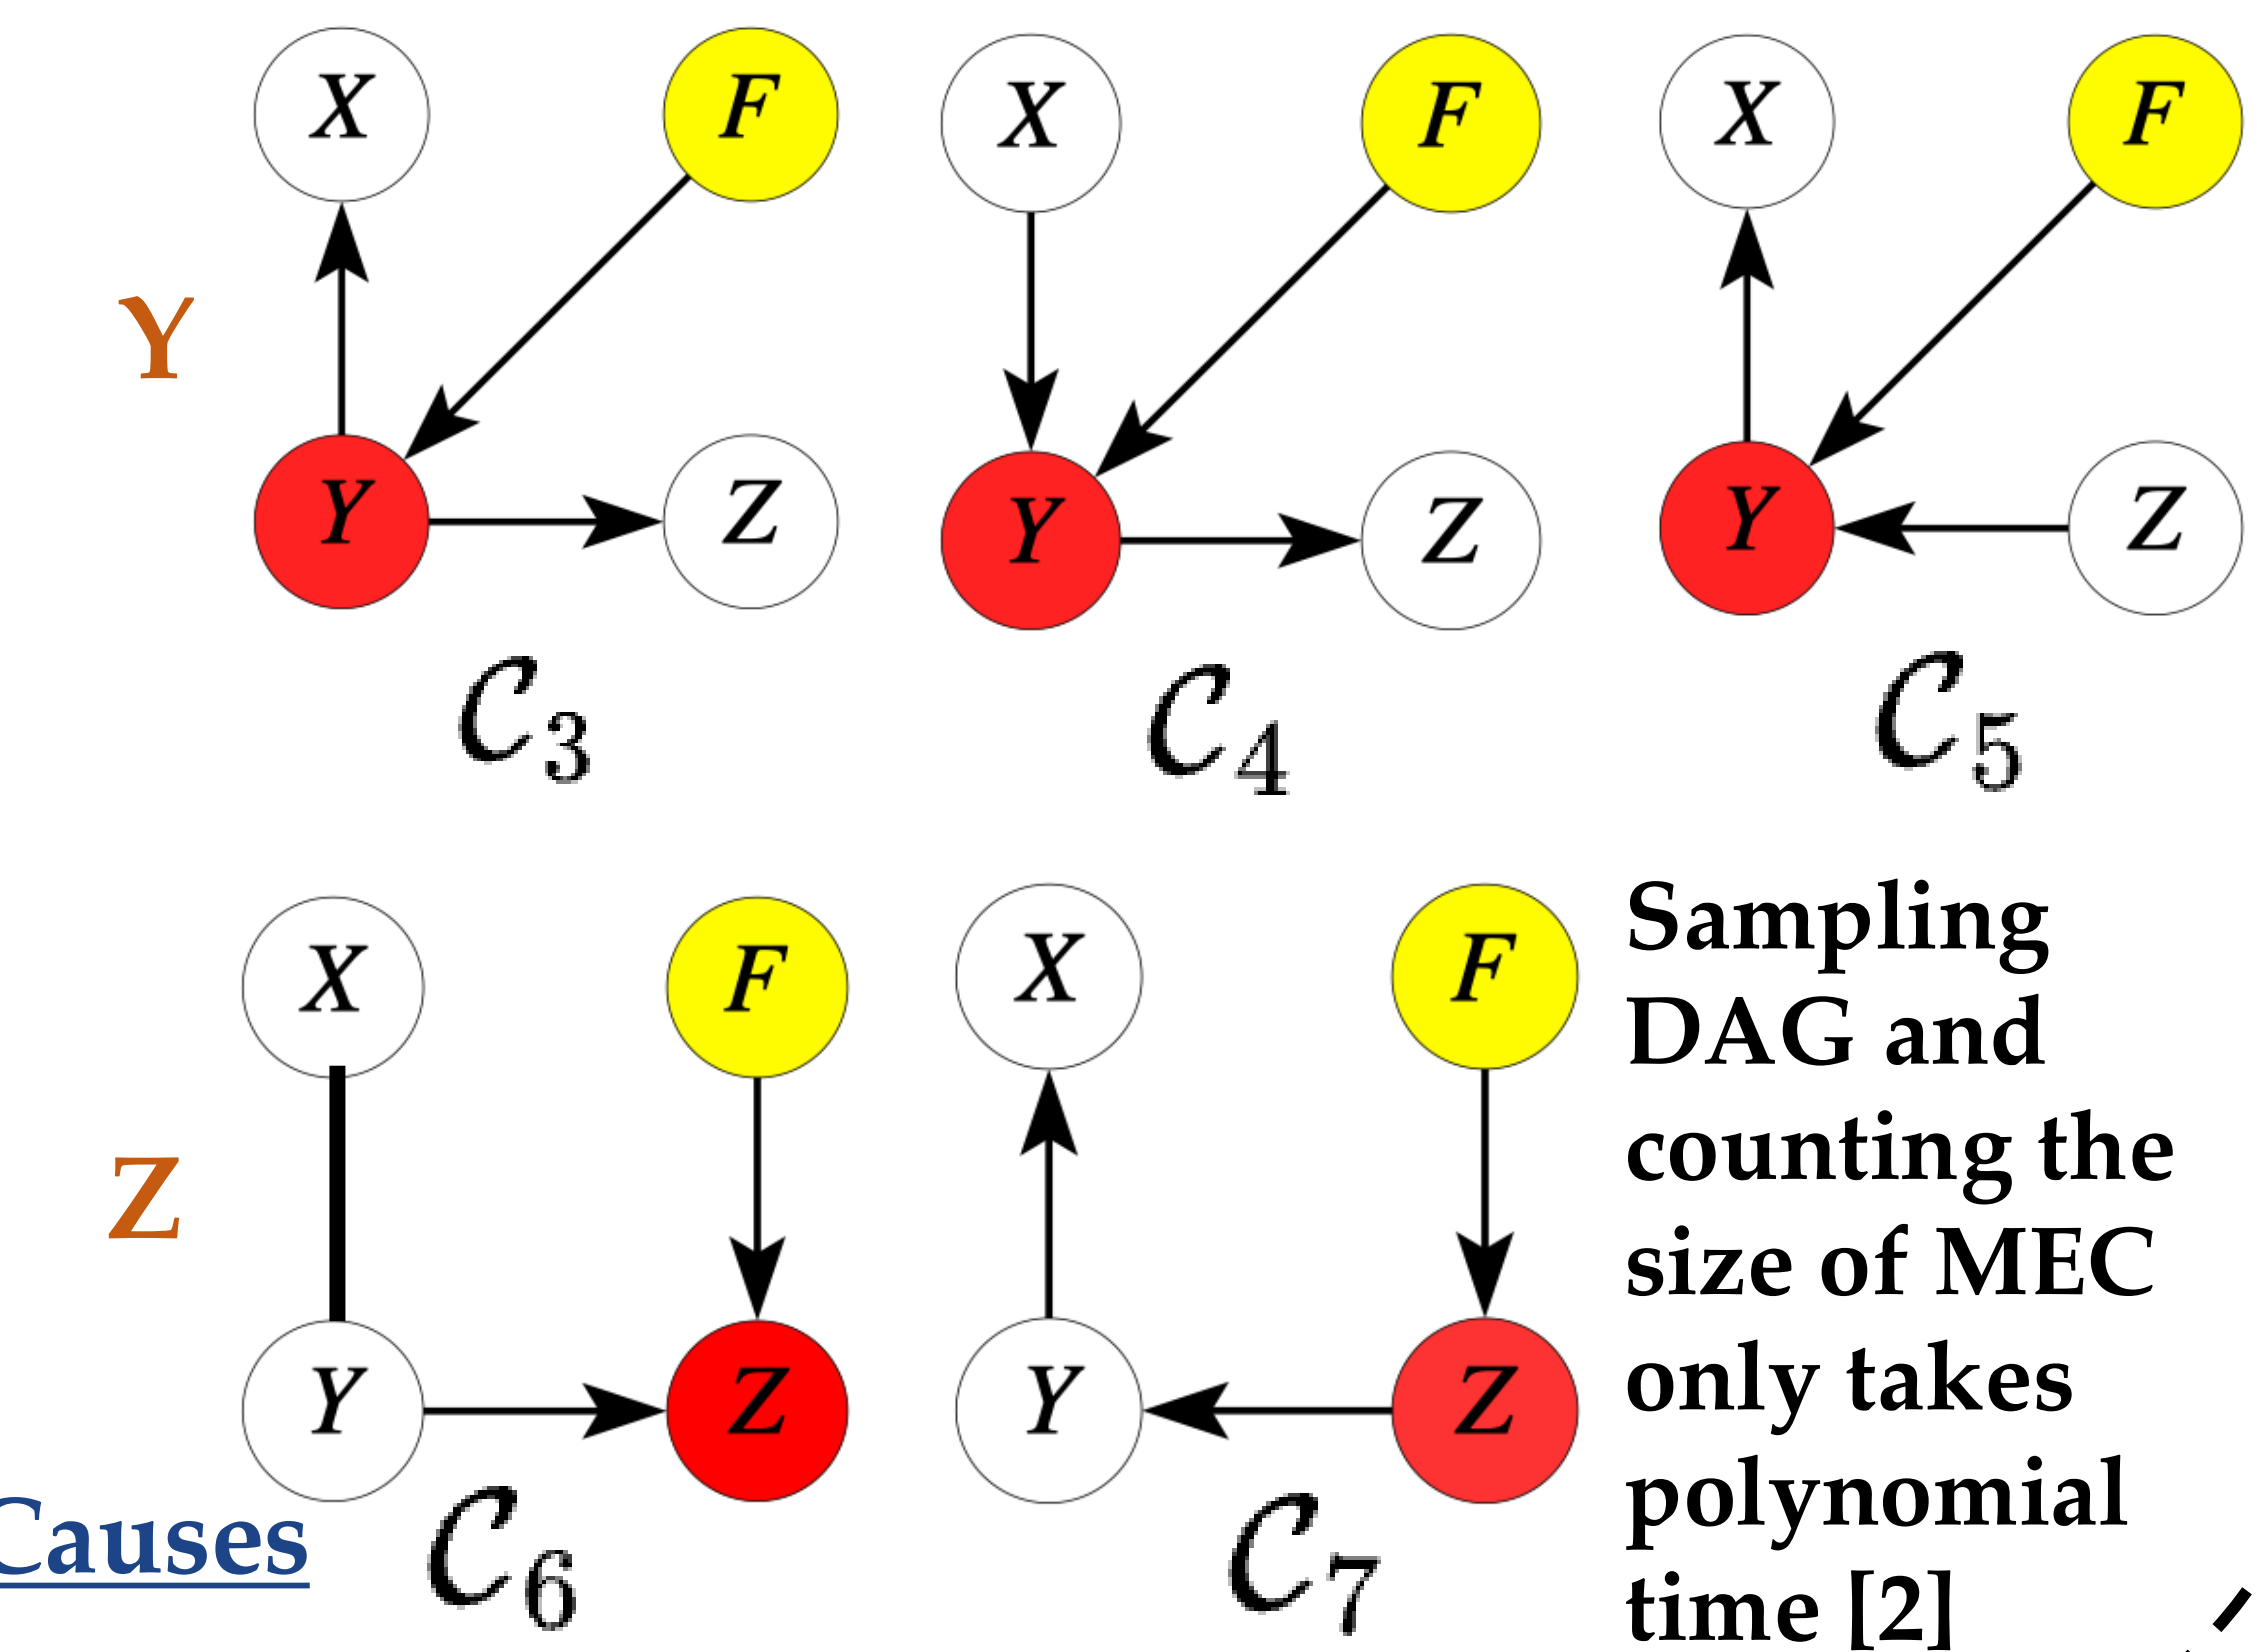 X F X F X F
Y
Y Z Y Z Y Z
𝒞3 𝒞4 𝒞5
X F X F
Z
Y Z Y Z
𝒞6 𝒞7
Causes
Sampling
DAG and
counting the
size of MEC
only takes
polynomial
time [2]